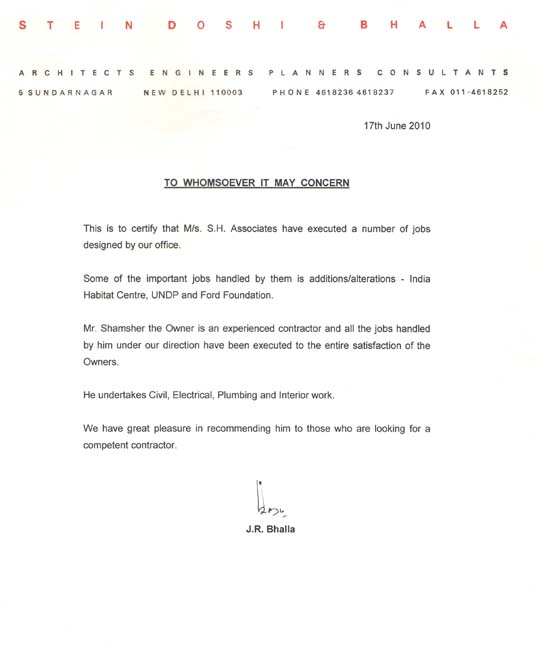 STEIN DOSHI & BHALLA
ARCHITECTS ENGINEERS PLANNERS CONSULTANTS
5 SUNDARNAGAR NEW DELHI 110003 PHONE 4618236 4618237 FAX 011-4618252
17th June 2010
TO WHOMSOEVER IT MAY CONCERN
This is to certify that M/s. S.H. Associates have executed a number of jobs
designed by our office.
Some of the important jobs handled by them is additions/alterations - India
Habitat Centre, UNDP and Ford Foundation.
Mr. Shamsher the Owner is an experienced contractor and all the jobs handled
by him under our direction have been executed to the entire satisfaction of the
Owners.
He undertakes Civil, Electrical, Plumbing and Interior work.
We have great pleasure in recommending him to those who are looking for a
competent contractor.
J.R. Bhalla